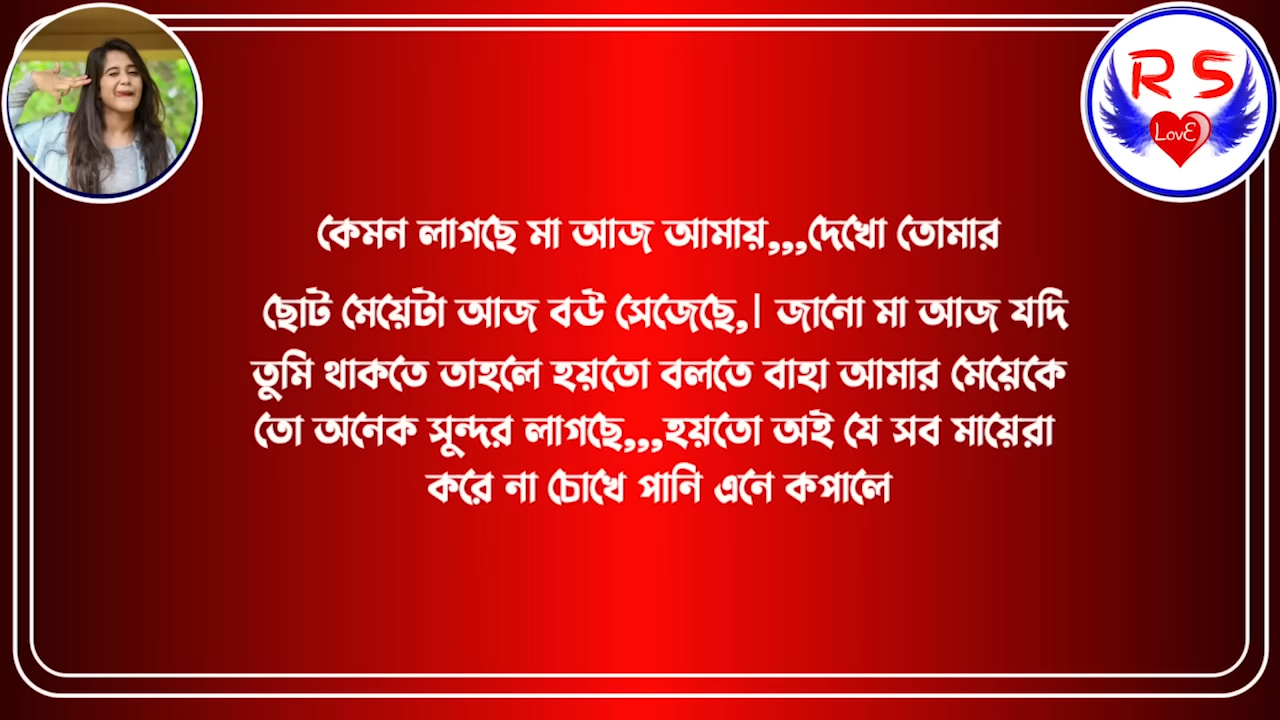 R S
LovE
কেমন লাগছে মা আজ আমায়,,,দেখো তোমার
ছোট মেয়েটা আজ বউ সেজেছে,। জানো মা আজ যদি
তুমি থাকতে তাহলে হয়তো বলতে বাহা আমার মেয়েকে
তো অনেক সুন্দর লাগছে,,,হয়তো অই যে সব মায়েরা
করে না চোখে পানি এনে কপালে